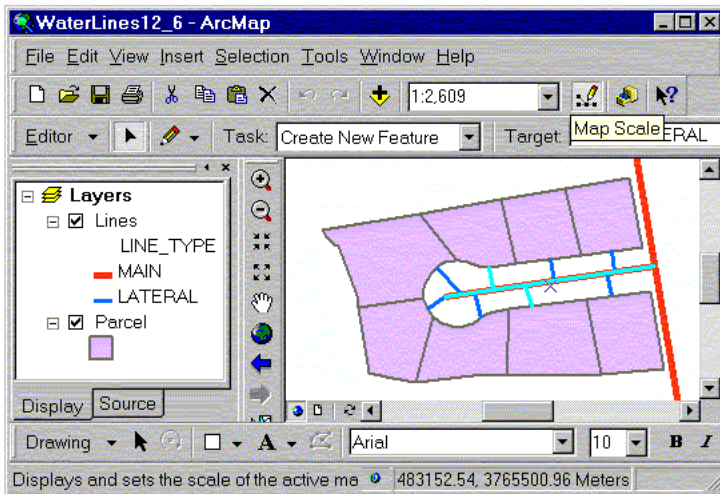 WaterLines12_6 - ArcMap
File Edit View Insert Selection Tools Window Help
1:2,609
Editor Task: Create New Feature Target: ERAL
Map Scale
Layers
Lines
LINE_TYPE
MAIN
LATERAL
Parcel
Display Source
Drawing A Arial 10 B I
Displays and sets the scale of the active ma 483152.54, 3765500.96 Meters